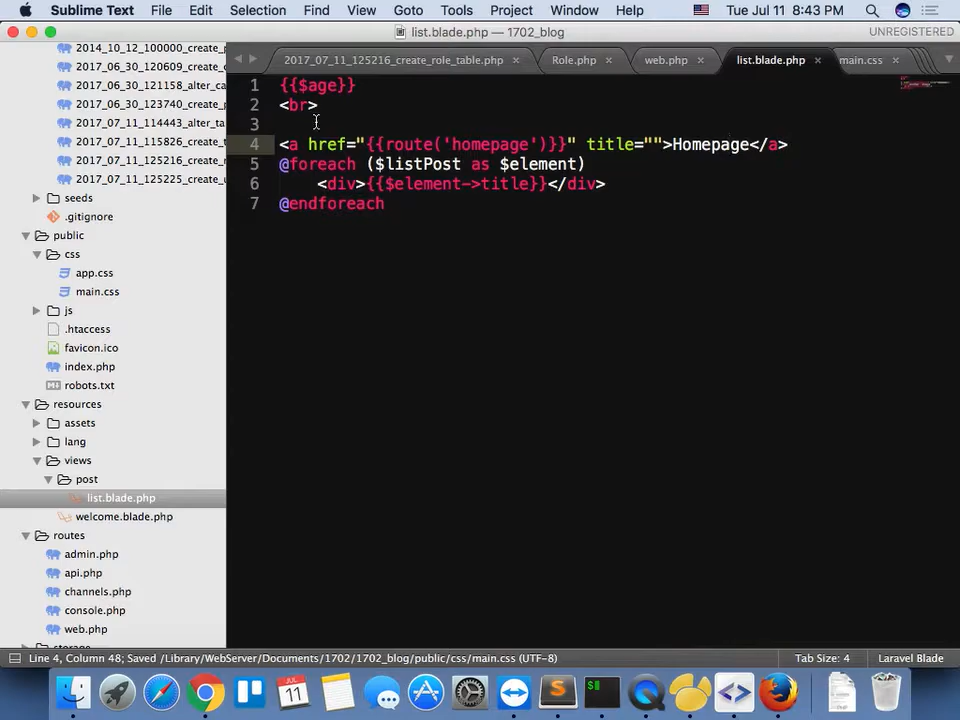 Sublime Text File Edit Selection Find View Goto Tools Project Window Help Tue Jul 11 8:43 PM
list.blade.php — 1702_blog UNREGISTERED
2017_07_11_125216_create_role_table.php × Role.php × web.php × list.blade.php × main.css ×
2014_10_12_100000_create_
2017_06_30_120609_create_
2017_06_30_121158_alter_ca
2017_06_30_123740_create_
2017_07_11_114443_alter_ta
2017_07_11_115826_create_t
2017_07_11_125216_create_r
2017_07_11_125225_create_u
seeds
.gitignore
public
css
app.css
main.css
js
.htaccess
favicon.ico
index.php
robots.txt
resources
assets
lang
views
post
list.blade.php
welcome.blade.php
routes
admin.php
api.php
channels.php
console.php
web.php
1 {{$age}}
2 <br>
3
4 <a href="{{route('homepage')}}" title="">Homepage</a>
5 @foreach ($listPost as $element)
6 <div>{{$element->title}}</div>
7 @endforeach
Line 4, Column 48; Saved /Library/WebServer/Documents/1702/1702_blog/public/css/main.css (UTF-8) Tab Size: 4 Laravel Blade
JUL
11